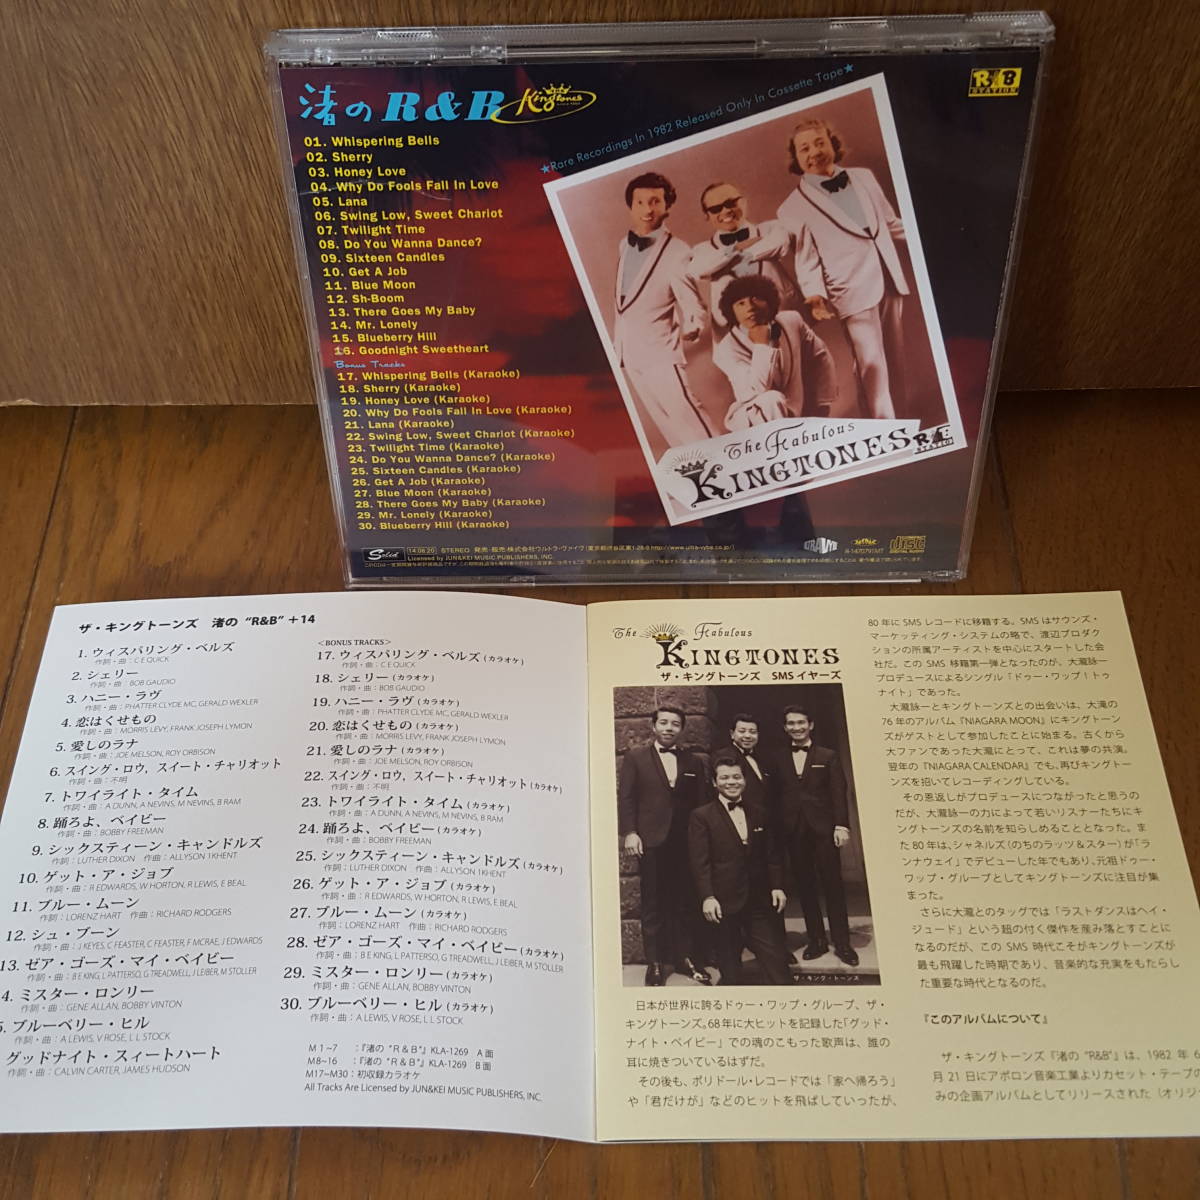 渚のR&B
Kingtones
R&B
STATION
★Rare Recordings In 1982 Released Only In Cassette Tape★
01. Whispering Bells
02. Sherry
03. Honey Love
04. Why Do Fools Fall In Love
05. Lana
06. Swing Low, Sweet Chariot
07. Twilight Time
08. Do You Wanna Dance?
09. Sixteen Candles
10. Get A Job
11. Blue Moon
12. Sh-Boom
13. There Goes My Baby
14. Mr. Lonely
15. Blueberry Hill
16. Goodnight Sweetheart
Bonus Tracks
17. Whispering Bells (Karaoke)
18. Sherry (Karaoke)
19. Honey Love (Karaoke)
20. Why Do Fools Fall In Love (Karaoke)
21. Lana (Karaoke)
22. Swing Low, Sweet Chariot (Karaoke)
23. Twilight Time (Karaoke)
24. Do You Wanna Dance? (Karaoke)
25. Sixteen Candles (Karaoke)
26. Get A Job (Karaoke)
27. Blue Moon (Karaoke)
28. There Goes My Baby (Karaoke)
29. Mr. Lonely (Karaoke)
30. Blueberry Hill (Karaoke)
The Fabulous
KINGTONES
Solid
14.08.20 STEREO 発売・販売:株式会社ウルトラ・ヴァイヴ
Licensed by JUN&KEI MUSIC PUBLISHERS, INC.
disc
DIGITAL AUDIO
ザ・キングトーンズ 渚の “R&B” +14
1. ウィスパリング・ベルズ
作詞・曲:C E QUICK
2. シェリー
作詞・曲:BOB GAUDIO
3. ハニー・ラヴ
作詞・曲:PHATTER CLYDE MC, GERALD WEXLER
4. 恋はくせもの
作詞・曲:MORRIS LEVY, FRANK JOSEPH LYMON
5. 愛しのラナ
作詞・曲:JOE MELSON, ROY ORBISON
6. スイング・ロウ, スイート・チャリオット
作詞・曲:不明
7. トワイライト・タイム
作詞・曲:A DUNN, A NEVINS, M NEVINS, B RAM
8. 踊ろよ、ベイビー
作詞・曲:BOBBY FREEMAN
9. シックスティーン・キャンドルズ
作詞:LUTHER DIXON 作曲:ALLYSON 1KHENT
10. ゲット・ア・ジョブ
作詞・曲:R EDWARDS, W HORTON, R LEWIS, E BEAL
11. ブルー・ムーン
作詞:LORENZ HART 作曲:RICHARD RODGERS
12. シュ・ブーン
作詞・曲:J KEYES, C FEASTER, C FEASTER, F MCRAE, J EDWARDS
13. ゼア・ゴーズ・マイ・ベイビー
作詞・曲:B E KING, L PATTERSO, G TREADWELL, J LEIBER, M STOLLER
4. ミスター・ロンリー
作詞・曲:GENE ALLAN, BOBBY VINTON
5. ブルーベリー・ヒル
作詞・曲:A LEWIS, V ROSE, L L STOCK
グッドナイト・スィートハート
作詞・曲:CALVIN CARTER, JAMES HUDSON
<BONUS TRACKS>
17. ウィスパリング・ベルズ(カラオケ)
作詞・曲:C E QUICK
18. シェリー(カラオケ)
作詞・曲:BOB GAUDIO
19. ハニー・ラヴ(カラオケ)
作詞・曲:PHATTER CLYDE MC, GERALD WEXLER
20. 恋はくせもの(カラオケ)
作詞・曲:MORRIS LEVY, FRANK JOSEPH LYMON
21. 愛しのラナ(カラオケ)
作詞・曲:JOE MELSON, ROY ORBISON
22. スイング・ロウ, スイート・チャリオット(カラオケ)
作詞・曲:不明
23. トワイライト・タイム(カラオケ)
作詞・曲:A DUNN, A NEVINS, M NEVINS, B RAM
24. 踊ろよ、ベイビー(カラオケ)
作詞・曲:BOBBY FREEMAN
25. シックスティーン・キャンドルズ(カラオケ)
作詞:LUTHER DIXON 作曲:ALLYSON 1KHENT
26. ゲット・ア・ジョブ(カラオケ)
作詞・曲:R EDWARDS, W HORTON, R LEWIS, E BEAL
27. ブルー・ムーン(カラオケ)
作詞:LORENZ HART 作曲:RICHARD RODGERS
28. ゼア・ゴーズ・マイ・ベイビー(カラオケ)
作詞・曲:B E KING, L PATTERSO, G TREADWELL, J LEIBER, M STOLLER
29. ミスター・ロンリー(カラオケ)
作詞・曲:GENE ALLAN, BOBBY VINTON
30. ブルーベリー・ヒル(カラオケ)
作詞・曲:A LEWIS, V ROSE, L L STOCK
M 1~7 :『渚の “R & B”』KLA-1269 A面
M8~16 :『渚の “R & B”』KLA-1269 B面
M17~M30:初収録カラオケ
All Tracks Are Licensed by JUN&KEI MUSIC PUBLISHERS, INC.
The Fabulous
KINGTONES
ザ・キングトーンズ SMSイヤーズ
ザ・キング・トーンズ
日本が世界に誇るドゥー・ワップ・グループ、ザ・
キングトーンズ。68年に大ヒットを記録した「グッド・
ナイト・ベイビー」での魂のこもった歌声は、誰の
耳に焼きついているはずだ。
その後も、ポリドール・レコードでは「家へ帰ろう」
や「君だけが」などのヒットを飛ばしていったが、
80年にSMSレコードに移籍する。SMSはサウンズ・
マーケッティング・システムの略で、渡辺プロダク
ションの所属アーティストを中心にスタートした会
社だ。このSMS移籍第一弾となったのが、大瀧詠一
プロデュースによるシングル「ドゥー・ワップ!トゥ
ナイト」であった。
大瀧詠一とキングトーンズとの出会いは、大滝の
76年のアルバム『NIAGARA MOON』にキングトーン
ズがゲストとして参加したことに始まる。古くから
大ファンであった大瀧にとって、これは夢の共演。
翌年の『NIAGARA CALENDAR』でも、再びキングトー
ンズを招いてレコーディングしている。
その恩返しがプロデュースにつながったと思うの
だが、大瀧詠一の力によって若いリスナーたちにキ
ングトーンズの名前を知らしめることとなった。ま
た80年は、シャネルズ(のちのラッツ&スター)が「ラ
ンナウェイ」でデビューした年でもあり、元祖ドゥー・
ワップ・グループとしてキングトーンズに注目が集
まった。
さらに大瀧とのタッグでは「ラストダンスはヘイ・
ジュード」という超の付く傑作を産み落とすことに
なるのだが、このSMS時代こそがキングトーンズが
最も飛躍した時期であり、音楽的な充実をもたらし
た重要な時代となるのだ。
『このアルバムについて』
ザ・キングトーンズ『渚の “R&B”』は、1982年6
月21日にアポロン音楽工業よりカセット・テープの
みの企画アルバムとしてリリースされた(オリジ